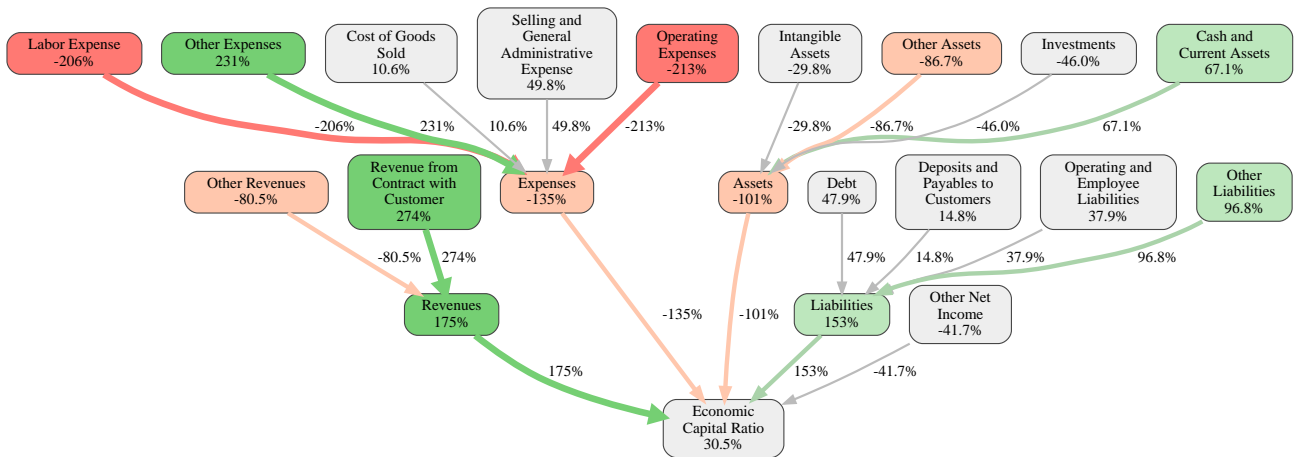 Labor Expense
-206%
Other Expenses
231%
Cost of Goods
Sold
10.6%
Selling and
General
Administrative
Expense
49.8%
Operating
Expenses
-213%
Intangible
Assets
-29.8%
Other Assets
-86.7%
Investments
-46.0%
Cash and
Current Assets
67.1%
-206%
231%
10.6%
49.8%
-213%
-29.8%
-86.7%
-46.0%
67.1%
Other Revenues
-80.5%
Revenue from
Contract with
Customer
274%
Expenses
-135%
Assets
-101%
Debt
47.9%
Deposits and
Payables to
Customers
14.8%
Operating and
Employee
Liabilities
37.9%
Other
Liabilities
96.8%
-80.5%
274%
47.9%
14.8%
37.9%
96.8%
Revenues
175%
-135%
-101%
Liabilities
153%
Other Net
Income
-41.7%
175%
153%
-41.7%
Economic
Capital Ratio
30.5%